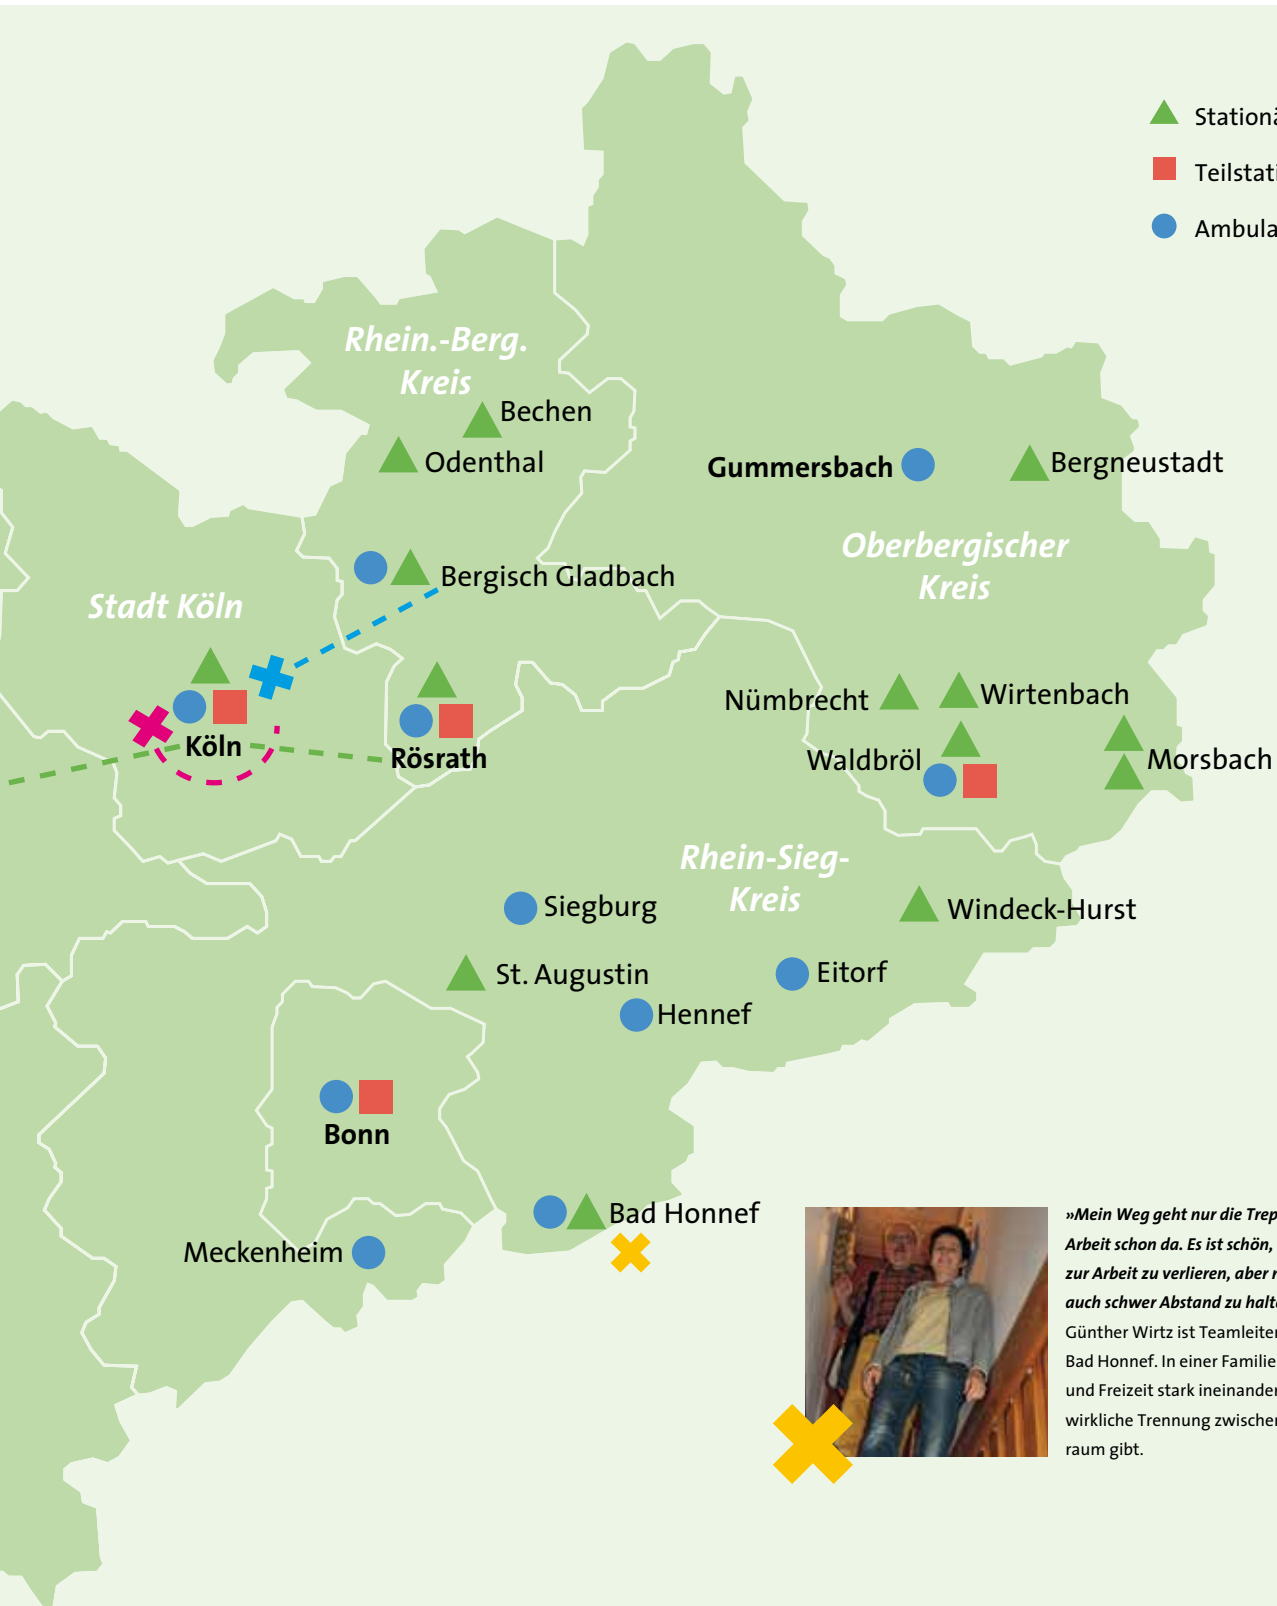 Stationä
Teilstati
Ambula
Rhein.-Berg.
Kreis
Bechen
Odenthal
Gummersbach
Bergneustadt
Oberbergischer
Kreis
Bergisch Gladbach
Stadt Köln
Köln
Rösrath
Nümbrecht
Wirtenbach
Waldbröl
Morsbach
Rhein-Sieg-
Kreis
Siegburg
Windeck-Hurst
St. Augustin
Eitorf
Hennef
Bonn
Bad Honnef
Meckenheim
»Mein Weg geht nur die Trep
Arbeit schon da. Es ist schön,
zur Arbeit zu verlieren, aber
auch schwer Abstand zu halt
Günther Wirtz ist Teamleiter
Bad Honnef. In einer Familie
und Freizeit stark ineinander
wirkliche Trennung zwischen
raum gibt.